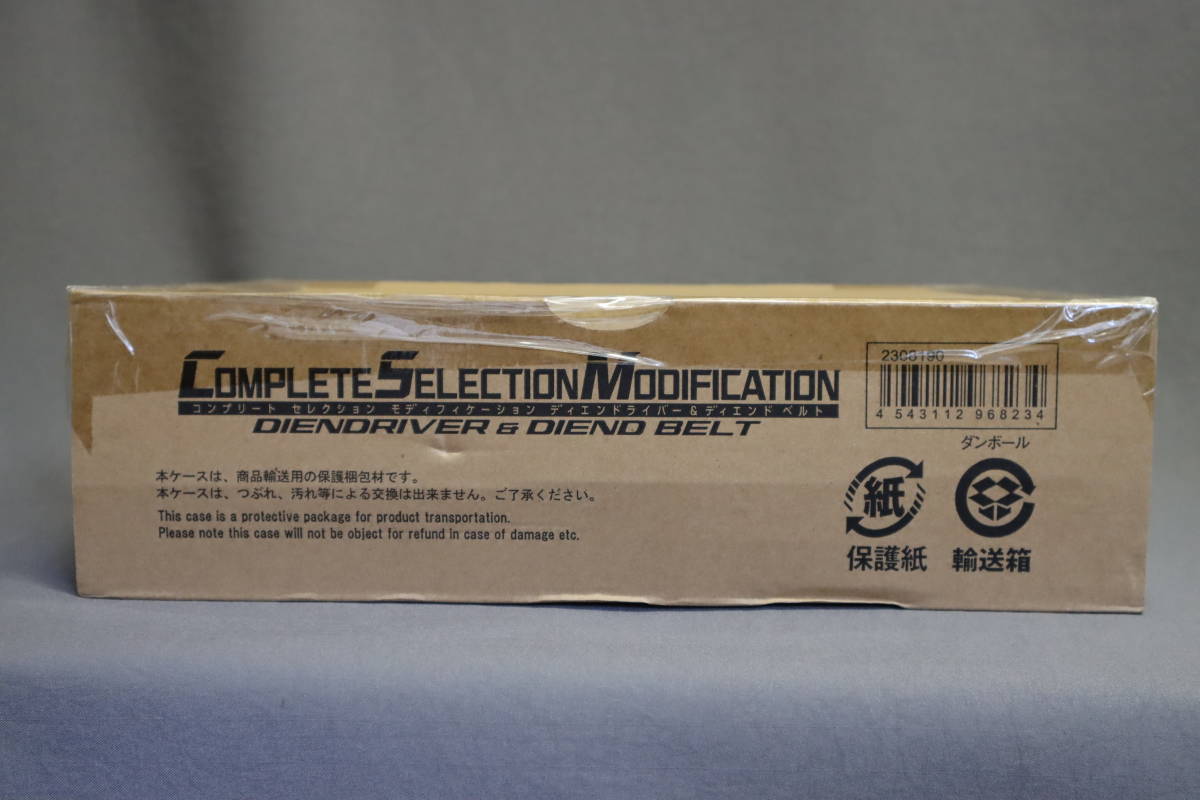 COMPLETE SELECTION MODIFICATION
コンプリート セレクション モディフィケーション ディエンドライバー&ディエンド ベルト
DIENDRIVER & DIEND BELT
本ケースは、商品輸送用の保護梱包材です。
本ケースは、つぶれ、汚れ等による交換は出来ません。ご了承ください。
This case is a protective package for product transportation.
Please note this case will not be object for refund in case of damage etc.
2308190
4 543112 968234
ダンボール
紙
保護紙
輸送箱